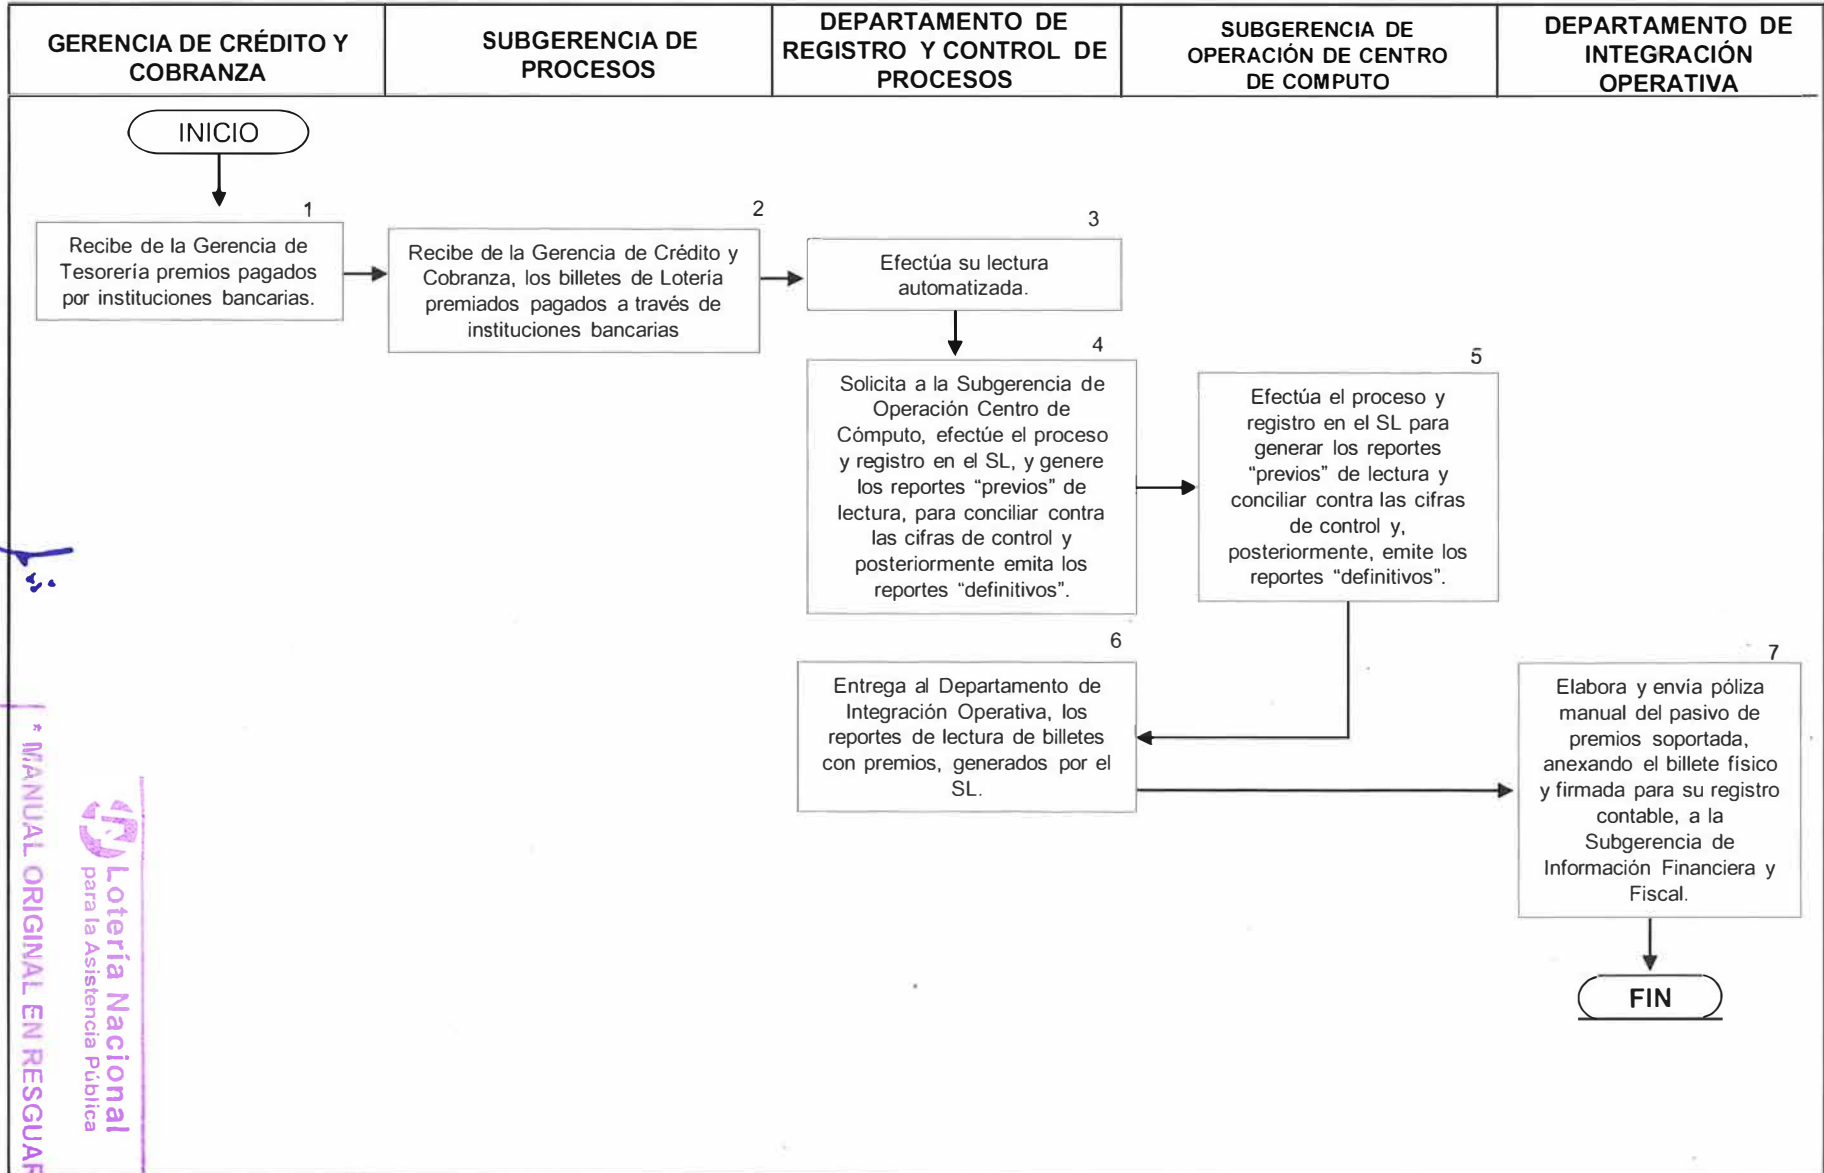 GERENCIA DE CRÉDITO Y
COBRANZA
SUBGERENCIA DE
PROCESOS
DEPARTAMENTO DE
REGISTRO Y CONTROL DE
PROCESOS
SUBGERENCIA DE
OPERACIÓN DE CENTRO
DE COMPUTO
DEPARTAMENTO DE
INTEGRACIÓN
OPERATIVA
INICIO
1
Recibe de la Gerencia de
Tesorería premios pagados
por instituciones bancarias.
2
Recibe de la Gerencia de Crédito y
Cobranza, los billetes de Lotería
premiados pagados a través de
instituciones bancarias
3
Efectúa su lectura
automatizada.
4
Solicita a la Subgerencia de
Operación Centro de
Cómputo, efectúe el proceso
y registro en el SL, y genere
los reportes “previos” de
lectura, para conciliar contra
las cifras de control y
posteriormente emita los
reportes “definitivos”.
5
Efectúa el proceso y
registro en el SL para
generar los reportes
“previos” de lectura y
conciliar contra las cifras
de control y,
posteriormente, emite los
reportes “definitivos”.
6
Entrega al Departamento de
Integración Operativa, los
reportes de lectura de billetes
con premios, generados por el
SL.
7
Elabora y envía póliza
manual del pasivo de
premios soportada,
anexando el billete físico
y firmada para su registro
contable, a la
Subgerencia de
Información Financiera y
Fiscal.
FIN
Lotería Nacional
para la Asistencia Pública
* MANUAL ORIGINAL EN RESGUAR